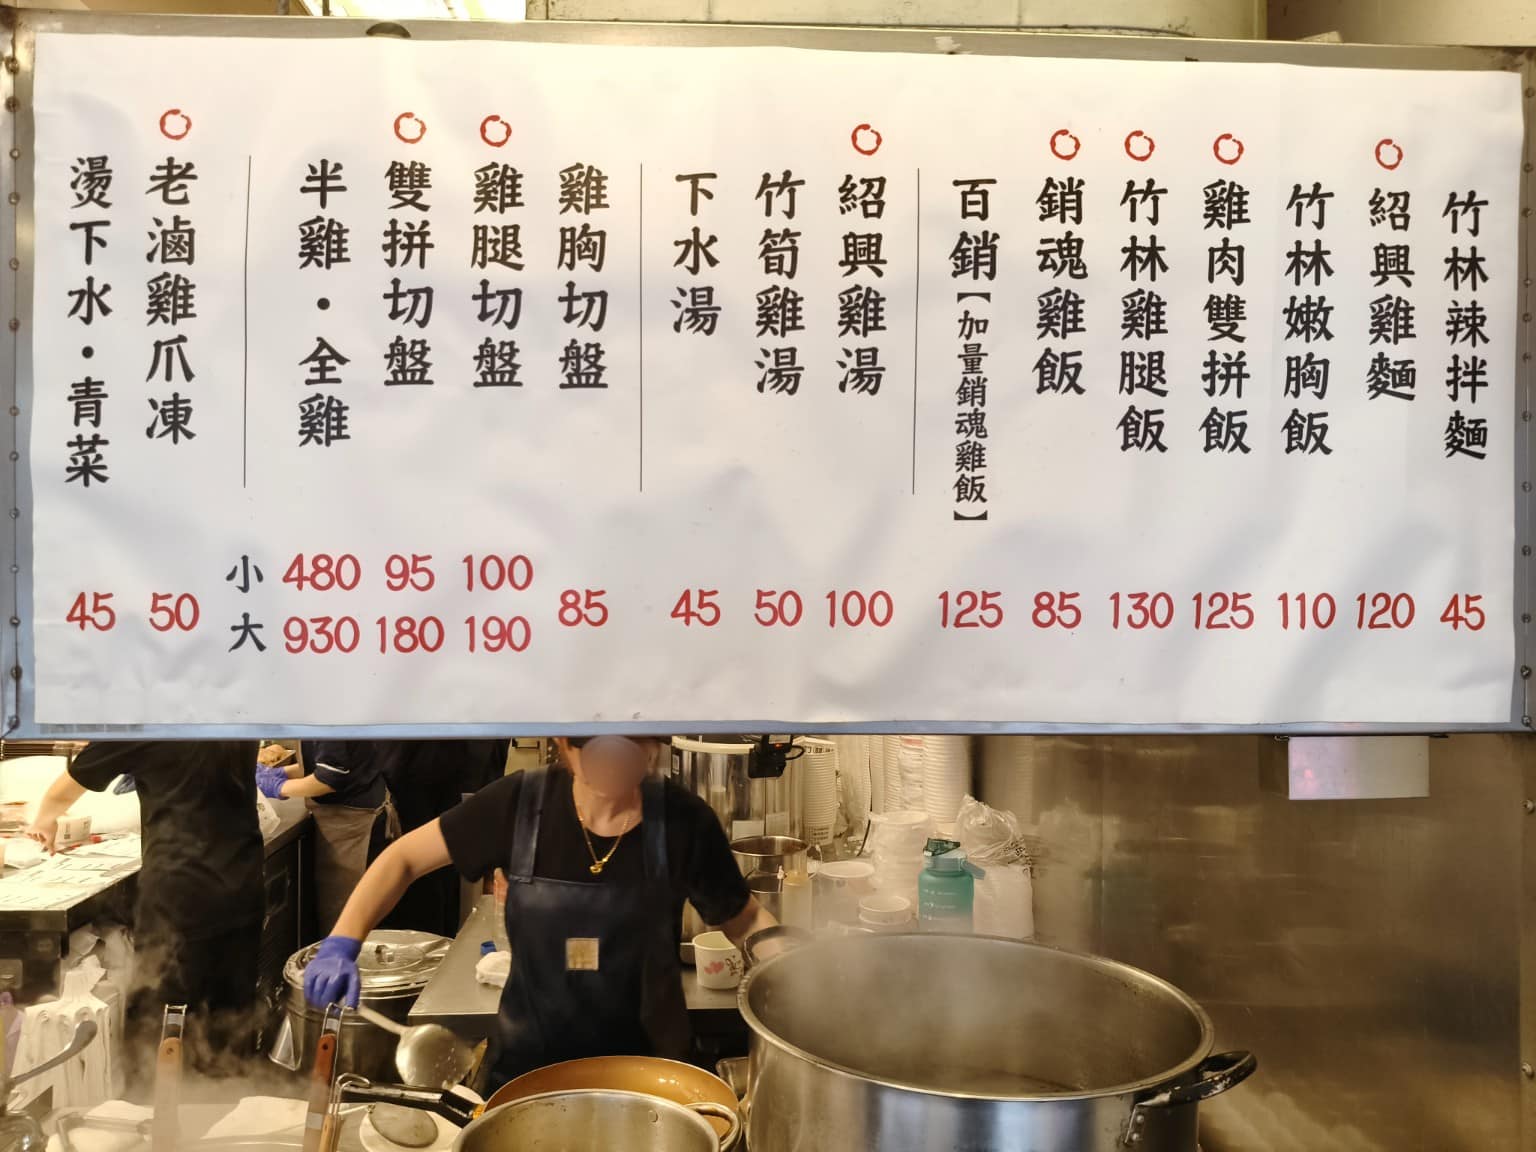 竹林辣拌麵 45
紹興雞麵 120
竹林嫩胸飯 110
雞肉雙拼飯 125
竹林雞腿飯 130
銷魂雞飯 85
百銷【加量銷魂雞飯】 125
紹興雞湯 100
竹筍雞湯 50
下水湯 45
雞胸切盤 85
雞腿切盤 小 100 大 190
雙拼切盤 小 95 大 180
半雞・全雞 480 930
老滷雞爪凍 50
燙下水・青菜 45